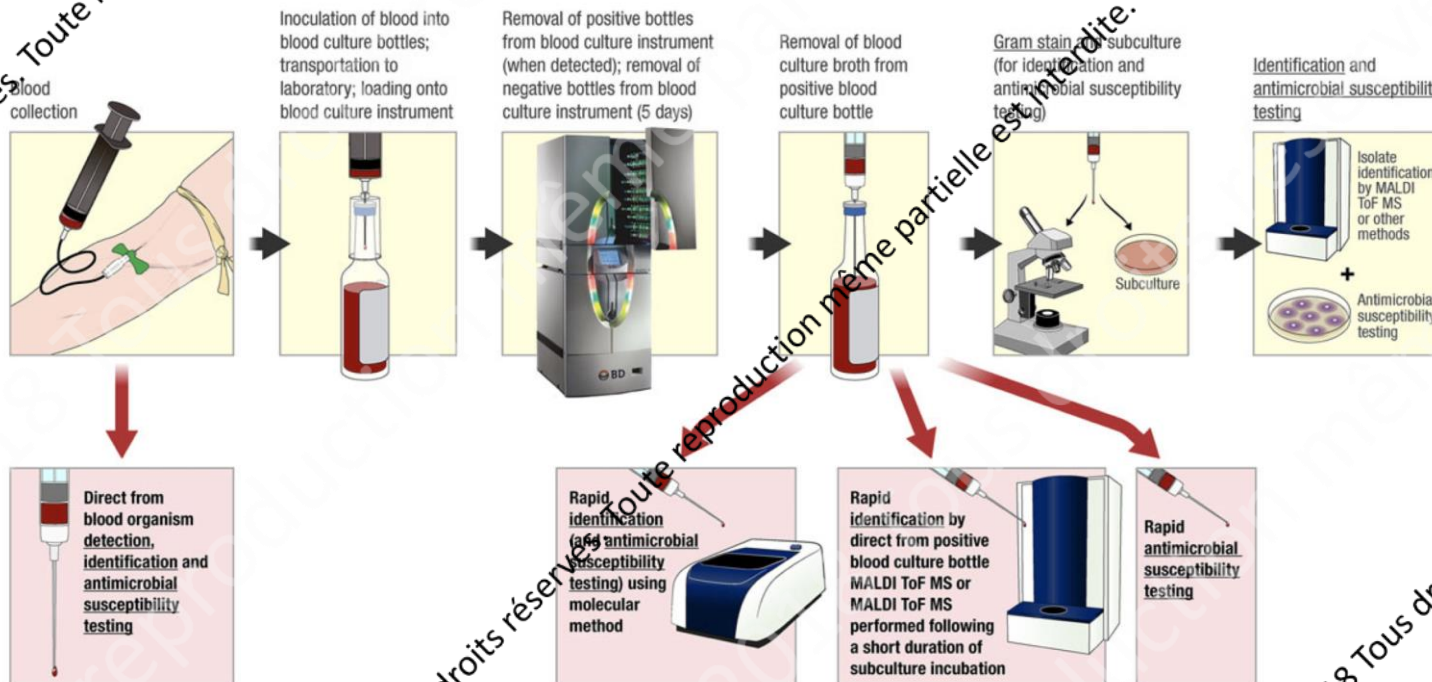 Blood
collection
Inoculation of blood into
blood culture bottles;
transportation to
laboratory; loading onto
blood culture instrument
Removal of positive bottles
from blood culture instrument
(when detected); removal of
negative bottles from blood
culture instrument (5 days)
Removal of blood
culture broth from
positive blood
culture bottle
Gram stain and subculture
(for identification and
antimicrobial susceptibility
testing)
Identification and
antimicrobial susceptibility
testing
BD
Subculture
Isolate
identification
by MALDI
ToF MS
or other
methods
+
Antimicrobial
susceptibility
testing
Direct from
blood organism
detection,
identification and
antimicrobial
susceptibility
testing
Rapid
identification
(and antimicrobial
susceptibility
testing) using
molecular
method
Rapid
identification by
direct from positive
blood culture bottle
MALDI ToF MS or
MALDI ToF MS
performed following
a short duration of
subculture incubation
Rapid
antimicrobial
susceptibility
testing
es. Toute
droits réservés. Toute reproduction même partielle est interdite.
8 Tous dr